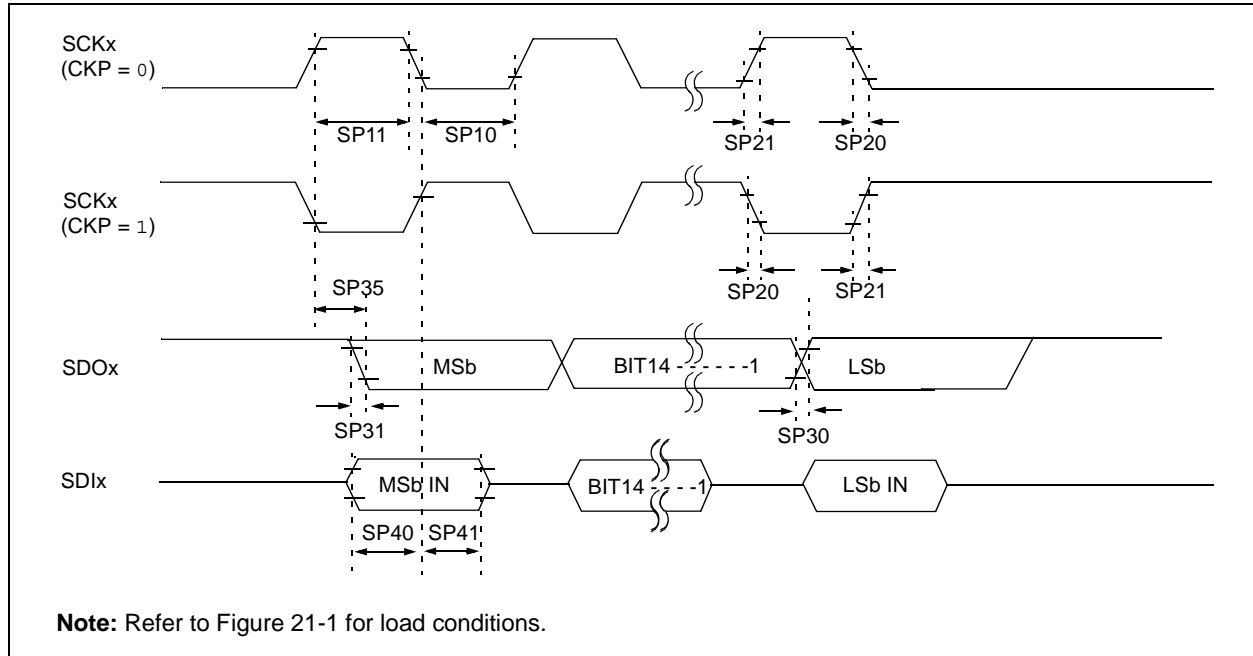 SCKx
(CKP = 0)
SP11
SP10
SP21
SP20
SCKx
(CKP = 1)
SP35
SP20
SP21
SDOx
MSb
BIT14 - - - - - -1
LSb
SP31
SP30
SDIx
MSb IN
BIT14 - - - -1
LSb IN
SP40
SP41
Note: Refer to Figure 21-1 for load conditions.